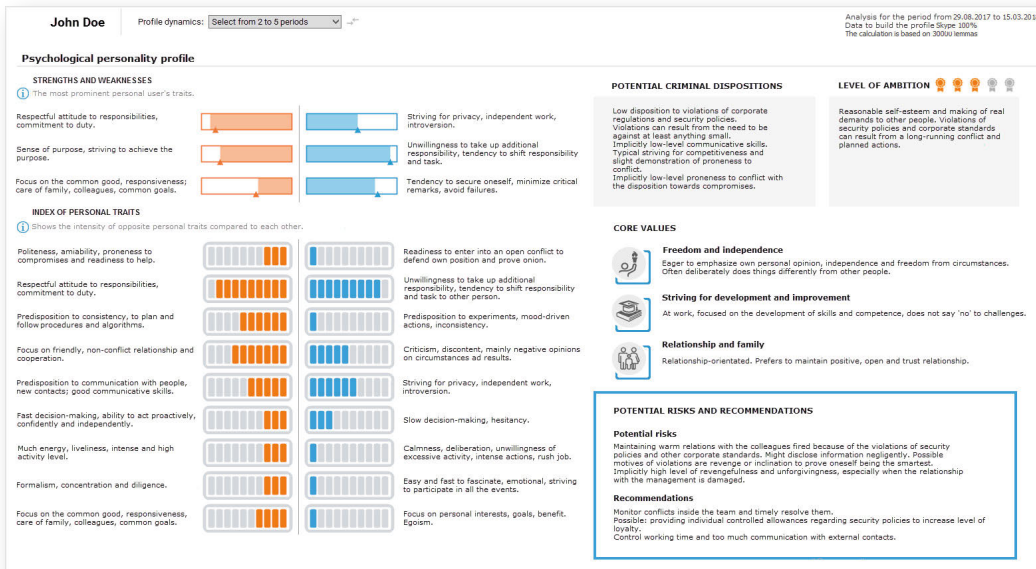 John Doe
Profile dynamics: Select from 2 to 5 periods
Analysis for the period from 29.08.2017 to 15.03.201
Data to build the profile Skype 100%
The calculation is based on 30000 lemmas
Psychological personality profile
STRENGTHS AND WEAKNESSES
The most prominent personal user's traits.
Respectful attitude to responsibilities,
commitment to duty.
Striving for privacy, independent work,
introversion.
Sense of purpose, striving to achieve the
purpose.
Unwillingness to take up additional
responsibility, tendency to shift responsibility
and task.
Focus on the common good, responsiveness;
care of family, colleagues, common goals.
Tendency to secure oneself, minimize critical
remarks, avoid failures.
INDEX OF PERSONAL TRAITS
Shows the intensity of opposite personal traits compared to each other.
Politeness, amiability, proneness to
compromises and readiness to help.
Readiness to enter into an open conflict to
defend own position and prove onion.
Respectful attitude to responsibilities,
commitment to duty.
Unwillingness to take up additional
responsibility, tendency to shift responsibility
and task to other person.
Predisposition to consistency, to plan and
follow procedures and algorithms.
Predisposition to experiments, mood-driven
actions, inconsistency.
Focus on friendly, non-conflict relationship and
cooperation.
Criticism, discontent, mainly negative opinions
on circumstances ad results.
Predisposition to communication with people,
new contacts; good communicative skills.
Striving for privacy, independent work,
introversion.
Fast decision-making, ability to act proactively,
confidently and independently.
Slow decision-making, hesitancy.
Much energy, liveliness, intense and high
activity level.
Calmness, deliberation, unwillingness of
excessive activity, intense actions, rush job.
Formalism, concentration and diligence.
Easy and fast to fascinate, emotional, striving
to participate in all the events.
Focus on the common good, responsiveness,
care of family, colleagues, common goals.
Focus on personal interests, goals, benefit.
Egoism.
POTENTIAL CRIMINAL DISPOSITIONS
Low disposition to violations of corporate
regulations and security policies.
Violations can result from the need to be
against at least anything small.
Implicitly low-level communicative skills.
Typical striving for competitiveness and
slight demonstration of proneness to
conflict.
Implicitly low-level proneness to conflict with
the disposition towards compromises.
LEVEL OF AMBITION
Reasonable self-esteem and making of real
demands to other people. Violations of
security policies and corporate standards
can result from a long-running conflict and
planned actions.
CORE VALUES
Freedom and independence
Eager to emphasize own personal opinion, independence and freedom from circumstances.
Often deliberately does things differently from other people.
Striving for development and improvement
At work, focused on the development of skills and competence, does not say 'no' to challenges.
Relationship and family
Relationship-orientated. Prefers to maintain positive, open and trust relationship.
POTENTIAL RISKS AND RECOMMENDATIONS
Potential risks
Maintaining warm relations with the colleagues fired because of the violations of security
policies and other corporate standards. Might disclose information negligently. Possible
motives of violations are revenge or inclination to prove oneself being the smartest.
Implicitly high level of revengefulness and unforgivingness, especially when the relationship
with the management is damaged.
Recommendations
Monitor conflicts inside the team and timely resolve them.
Possible: providing individual controlled allowances regarding security policies to increase level of
loyalty.
Control working time and too much communication with external contacts.